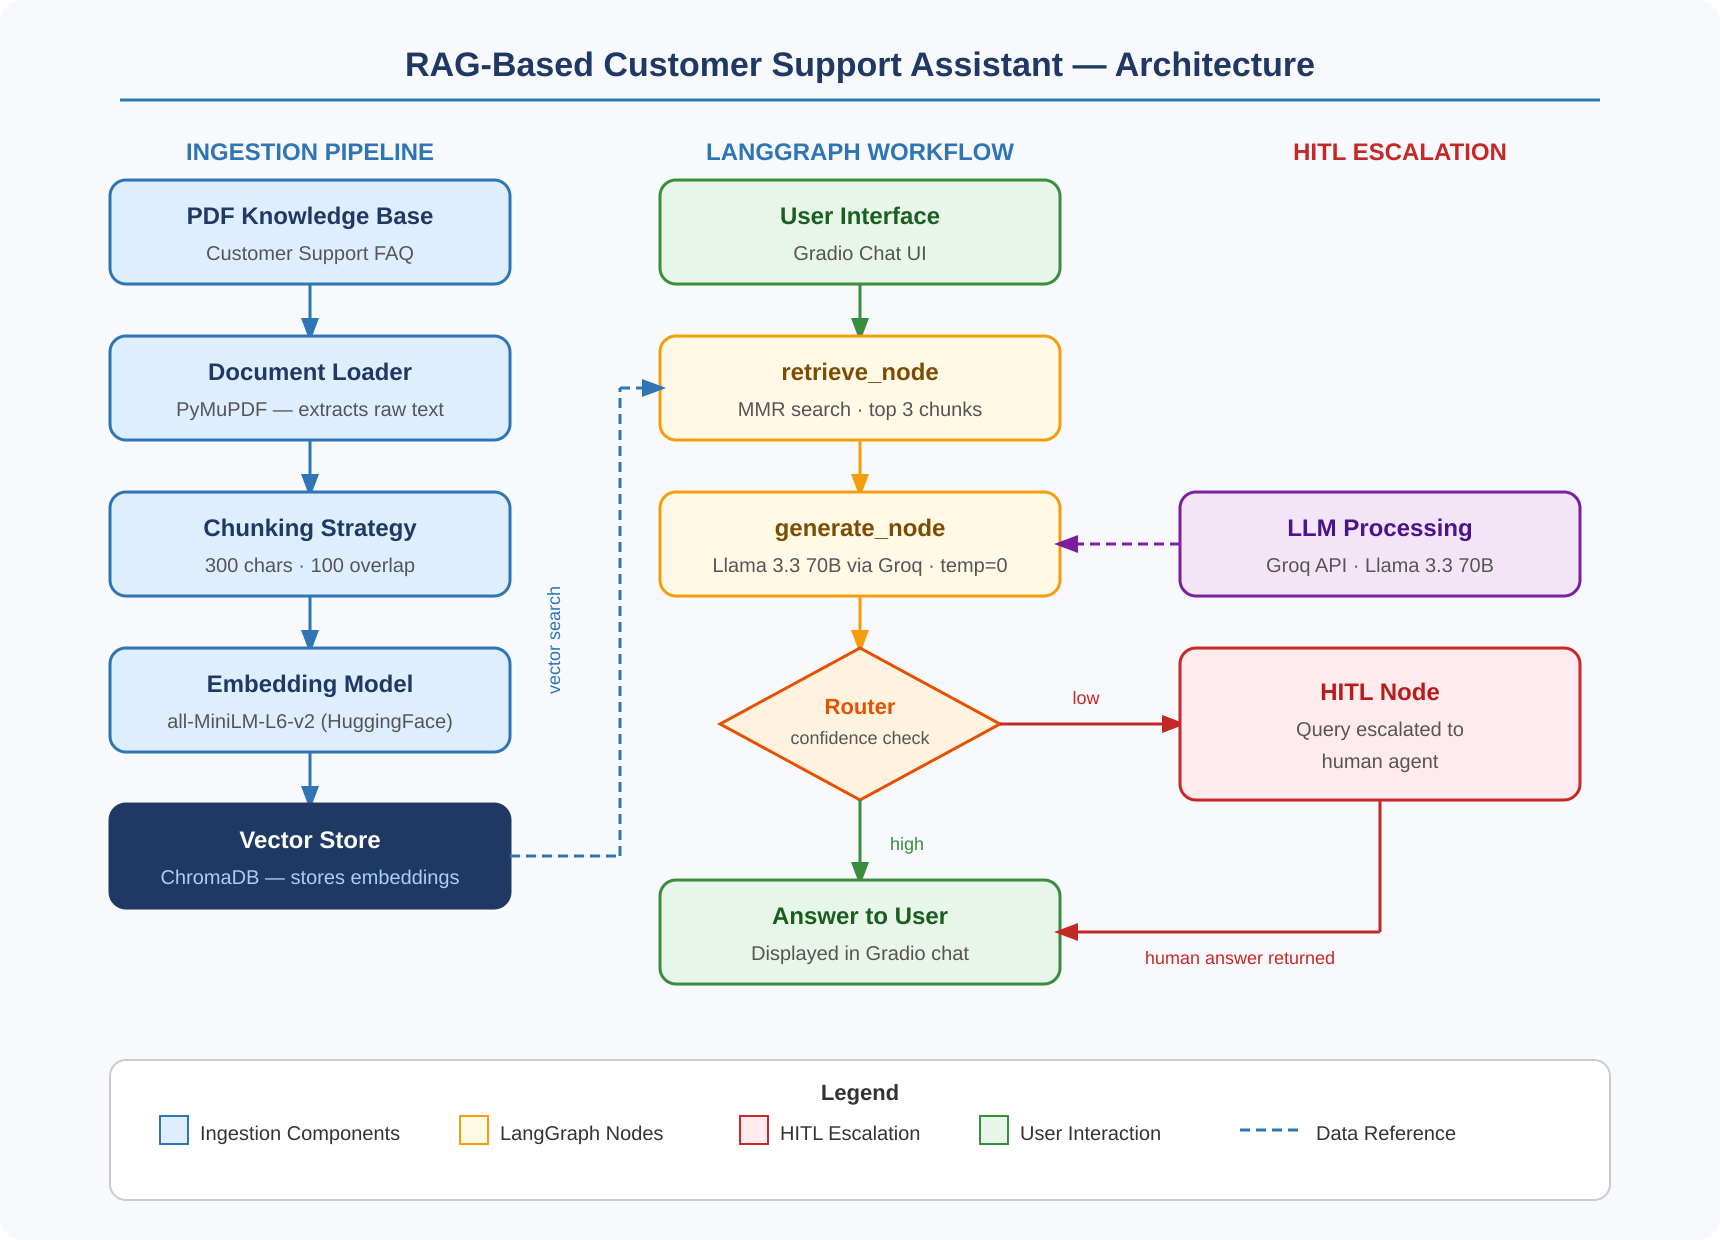 RAG-Based Customer Support Assistant — Architecture
INGESTION PIPELINE
PDF Knowledge Base
Customer Support FAQ
Document Loader
PyMuPDF — extracts raw text
Chunking Strategy
300 chars · 100 overlap
Embedding Model
all-MiniLM-L6-v2 (HuggingFace)
Vector Store
ChromaDB — stores embeddings
vector search
LANGGRAPH WORKFLOW
User Interface
Gradio Chat UI
retrieve_node
MMR search · top 3 chunks
generate_node
Llama 3.3 70B via Groq · temp=0
Router
confidence check
low
high
Answer to User
Displayed in Gradio chat
HITL ESCALATION
LLM Processing
Groq API · Llama 3.3 70B
HITL Node
Query escalated to
human agent
human answer returned
Legend
Ingestion Components
LangGraph Nodes
HITL Escalation
User Interaction
Data Reference